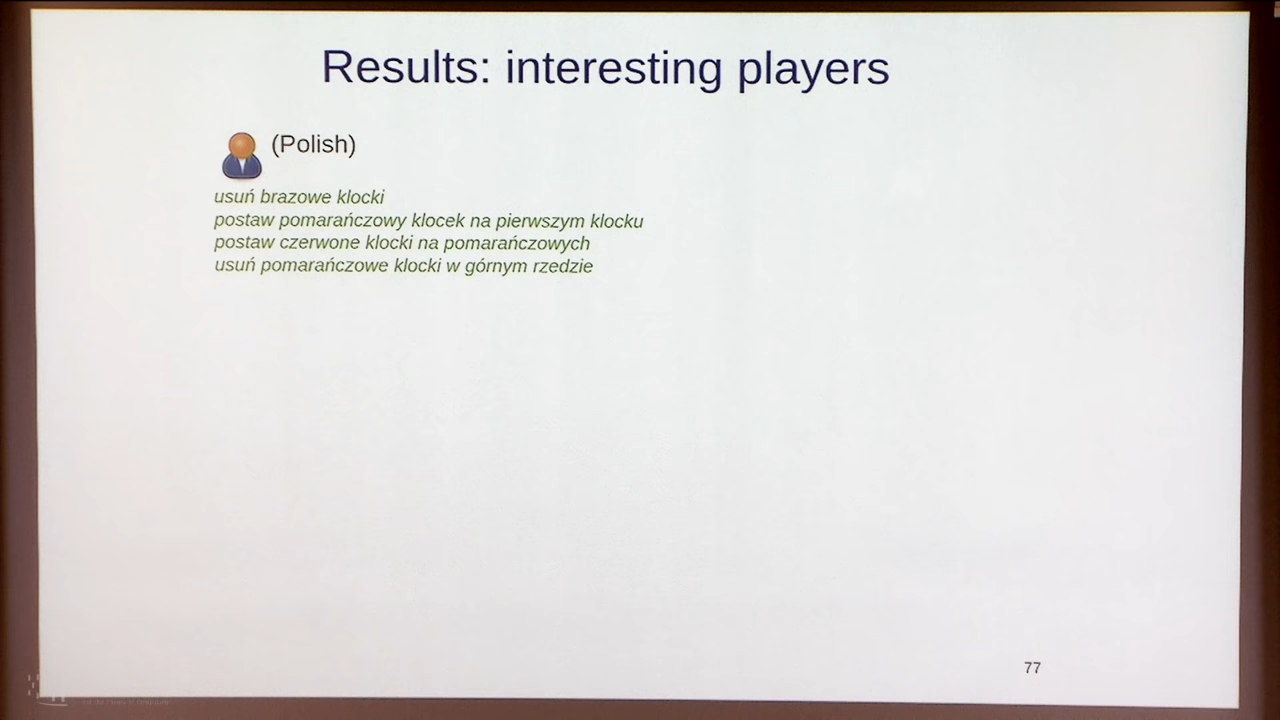 Results: interesting players
(Polish)
usuń brazowe klocki
postaw pomarańczowy klocek na pierwszym klocku
postaw czerwone klocki na pomarańczowych
usuń pomarańczowe klocki w górnym rzedzie
77